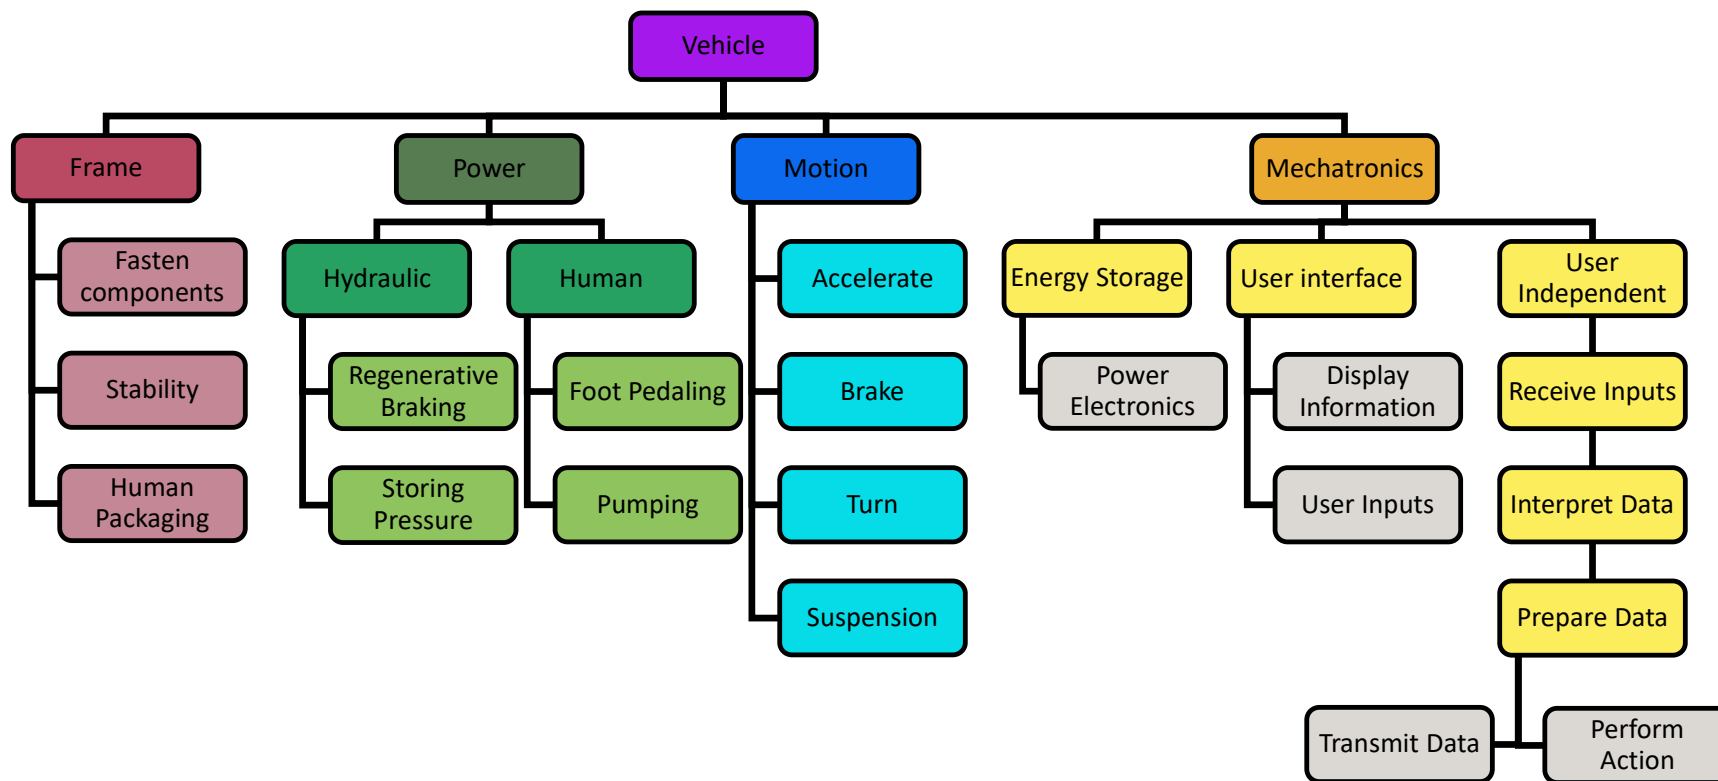 Vehicle
Frame
Power
Motion
Mechatronics
Fasten
components
Stability
Human
Packaging
Hydraulic
Regenerative
Braking
Storing
Pressure
Human
Foot Pedaling
Pumping
Accelerate
Brake
Turn
Suspension
Energy Storage
Power
Electronics
User interface
Display
Information
User Inputs
User
Independent
Receive Inputs
Interpret Data
Prepare Data
Transmit Data
Perform
Action